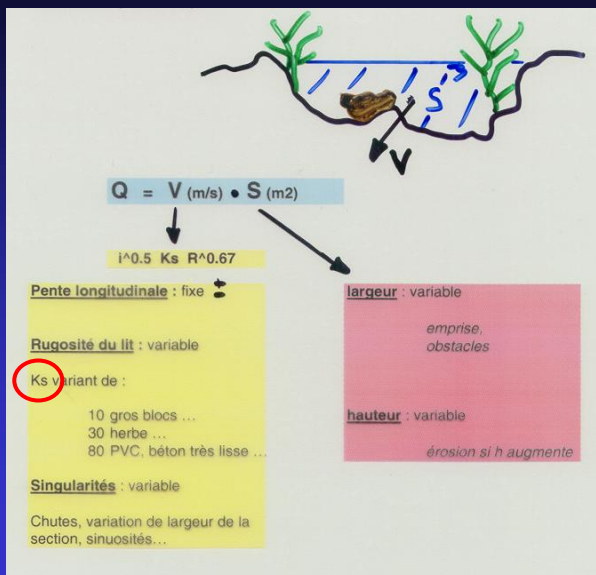 S
V
Q = V (m/s) • S (m2)
i^0.5 Ks R^0.67
Pente longitudinale : fixe ±
Rugosité du lit : variable
Ks variant de :
10 gros blocs ...
30 herbe ...
80 PVC, béton très lisse ...
Singularités : variable
Chutes, variation de largeur de la
section, sinuosités...
largeur : variable
emprise,
obstacles
hauteur : variable
érosion si h augmente